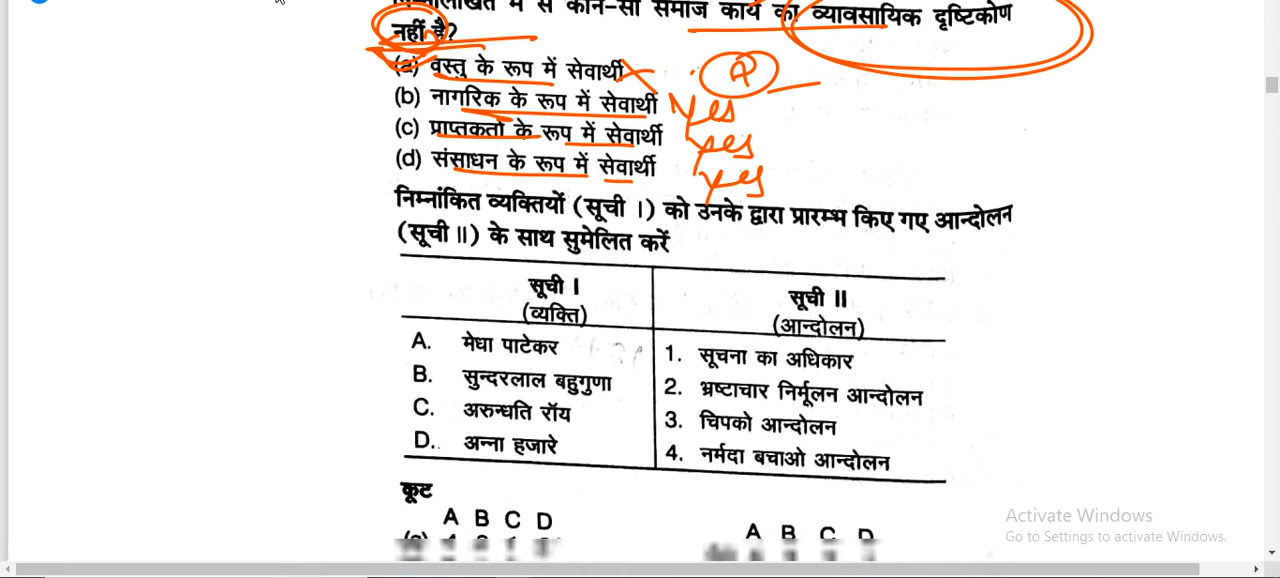 निम्नलिखित में से कौन-सा समाज कार्य का व्यावसायिक दृष्टिकोण
नहीं है?
(a) वस्तु के रूप में सेवार्थी
(b) नागरिक के रूप में सेवार्थी yes
(c) प्राप्तकर्ता के रूप में सेवार्थी yes
(d) संसाधन के रूप में सेवार्थी yes
निम्नांकित व्यक्तियों (सूची I) को उनके द्वारा प्रारम्भ किए गए आन्दोलन
(सूची II) के साथ सुमेलित करें
सूची I सूची II
(व्यक्ति) (आन्दोलन)
A. मेधा पाटेकर 1. सूचना का अधिकार
B. सुन्दरलाल बहुगुणा 2. भ्रष्टाचार निर्मूलन आन्दोलन
C. अरुन्धति रॉय 3. चिपको आन्दोलन
D. अन्ना हजारे 4. नर्मदा बचाओ आन्दोलन
कूट
A B C D A B C D
Activate Windows
Go to Settings to activate Windows.